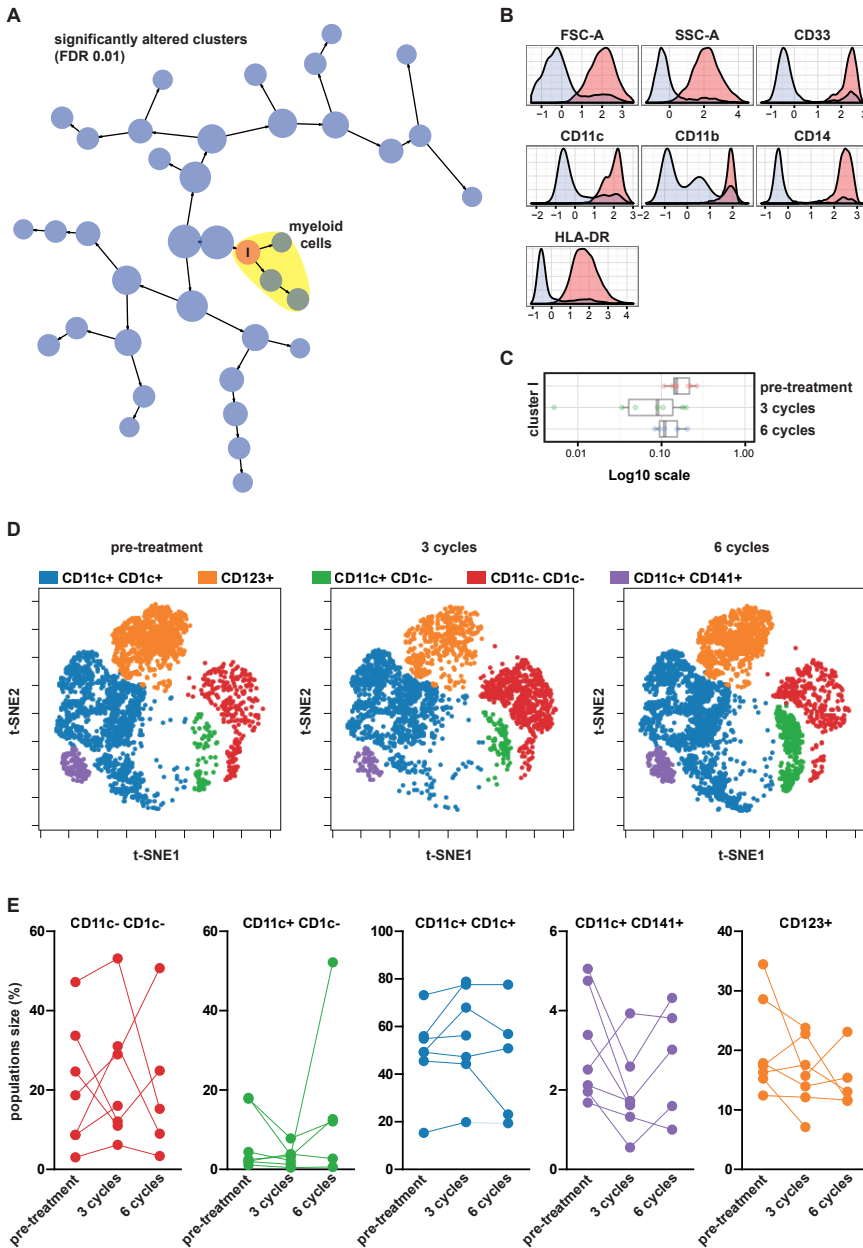 A
significantly altered clusters
(FDR 0.01)
myeloid
cells
I
B
FSC-A
SSC-A
CD33
-1 0 1 2 3
0 2 4
-1 0 1 2 3
CD11c
CD11b
CD14
-2 -1 0 1 2 3
-1 0 1 2
-1 0 1 2 3
HLA-DR
-1 0 1 2 3 4
C
cluster I
pre-treatment
3 cycles
6 cycles
0.01 0.10 1.00
Log10 scale
D
pre-treatment
3 cycles
6 cycles
CD11c+ CD1c+
CD123+
CD11c+ CD1c-
CD11c- CD1c-
CD11c+ CD141+
t-SNE2
t-SNE2
t-SNE2
t-SNE1
t-SNE1
t-SNE1
E
CD11c- CD1c-
CD11c+ CD1c-
CD11c+ CD1c+
CD11c+ CD141+
CD123+
populations size (%)
60
40
20
0
60
40
20
0
100
80
60
40
20
0
6
4
2
0
40
30
20
10
0
pre-treatment
3 cycles
6 cycles
pre-treatment
3 cycles
6 cycles
pre-treatment
3 cycles
6 cycles
pre-treatment
3 cycles
6 cycles
pre-treatment
3 cycles
6 cycles